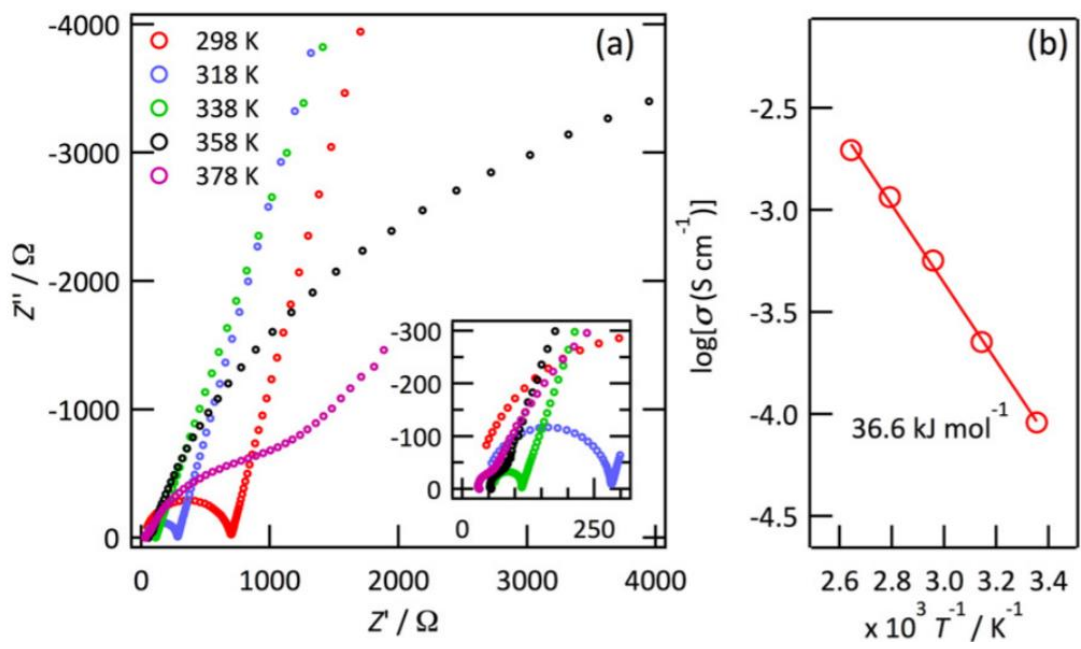 (a)
298 K
318 K
338 K
358 K
378 K
-4000
-3000
-2000
-1000
0
Z'' / Ω
0 1000 2000 3000 4000
Z' / Ω
-300
-200
-100
0
0 250
(b)
-2.5
-3.0
-3.5
-4.0
-4.5
log[σ (S cm⁻¹)]
36.6 kJ mol⁻¹
2.6 2.8 3.0 3.2 3.4
x 10³ T⁻¹ / K⁻¹